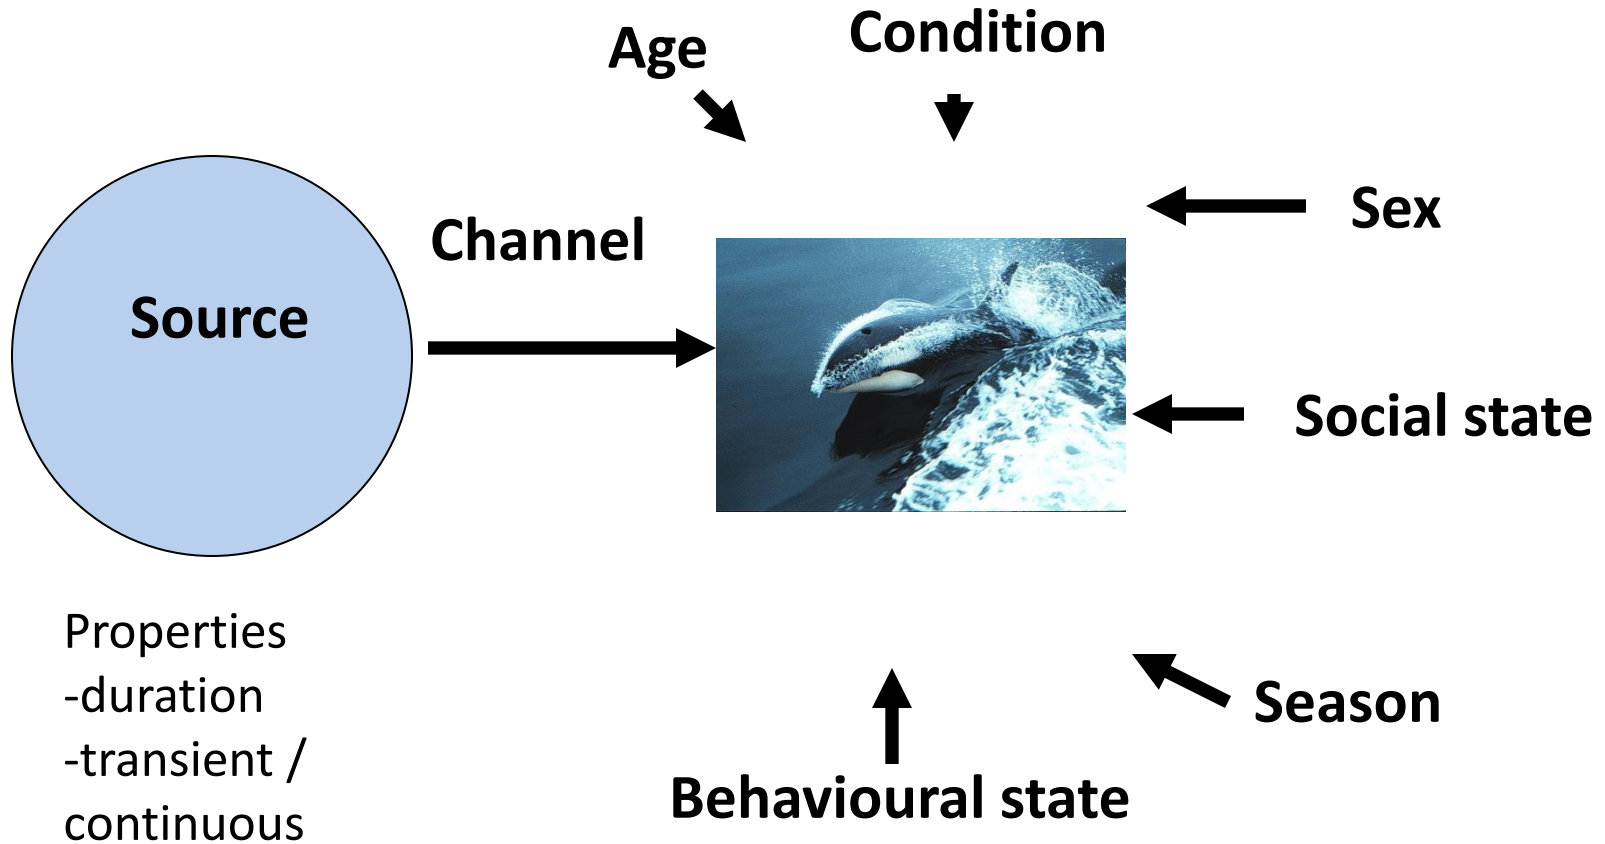 Age
Condition
Sex
Channel
Source
Social state
Properties
-duration
-transient /
continuous
Season
Behavioural state